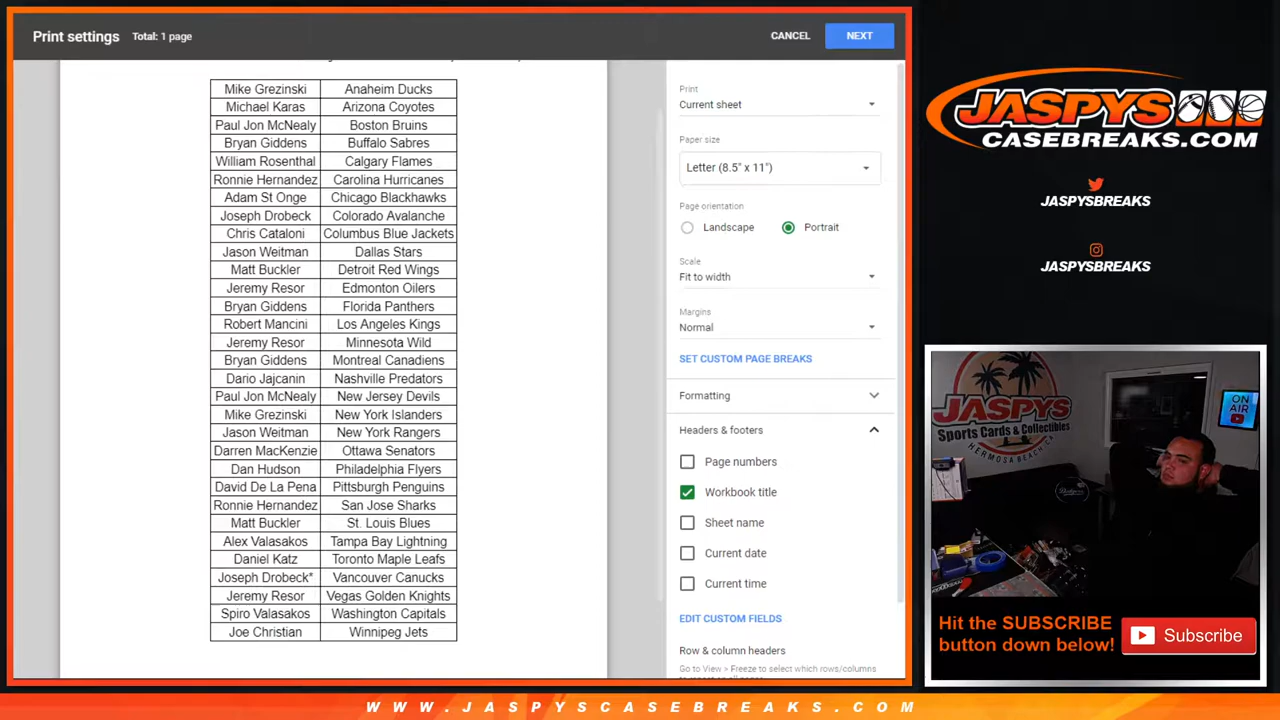 Print settings Total: 1 page CANCEL NEXT
Mike Grezinski Anaheim Ducks
Michael Karas Arizona Coyotes
Paul Jon McNealy Boston Bruins
Bryan Giddens Buffalo Sabres
William Rosenthal Calgary Flames
Ronnie Hernandez Carolina Hurricanes
Adam St Onge Chicago Blackhawks
Joseph Drobeck Colorado Avalanche
Chris Cataloni Columbus Blue Jackets
Jason Weitman Dallas Stars
Matt Buckler Detroit Red Wings
Jeremy Resor Edmonton Oilers
Bryan Giddens Florida Panthers
Robert Mancini Los Angeles Kings
Jeremy Resor Minnesota Wild
Bryan Giddens Montreal Canadiens
Dario Jajcanin Nashville Predators
Paul Jon McNealy New Jersey Devils
Mike Grezinski New York Islanders
Jason Weitman New York Rangers
Darren MacKenzie Ottawa Senators
Dan Hudson Philadelphia Flyers
David De La Pena Pittsburgh Penguins
Ronnie Hernandez San Jose Sharks
Matt Buckler St. Louis Blues
Alex Valasakos Tampa Bay Lightning
Daniel Katz Toronto Maple Leafs
Joseph Drobeck* Vancouver Canucks
Jeremy Resor Vegas Golden Knights
Spiro Valasakos Washington Capitals
Joe Christian Winnipeg Jets
Print
Current sheet
Paper size
Letter (8.5" x 11")
Page orientation
Landscape Portrait
Scale
Fit to width
Margins
Normal
SET CUSTOM PAGE BREAKS
Formatting
Headers & footers
Page numbers
Workbook title
Sheet name
Current date
Current time
EDIT CUSTOM FIELDS
Row & column headers
Go to View > Freeze to select which rows/columns
JASPYS
CASEBREAKS.COM
JASPYSBREAKS
JASPYSBREAKS
JASPYS
Sports Cards & Collectibles
HERMOSA BEACH, CA
ON
AIR
Hit the SUBSCRIBE
button down below!
Subscribe
WWW.JASPYSCASEBREAKS.COM